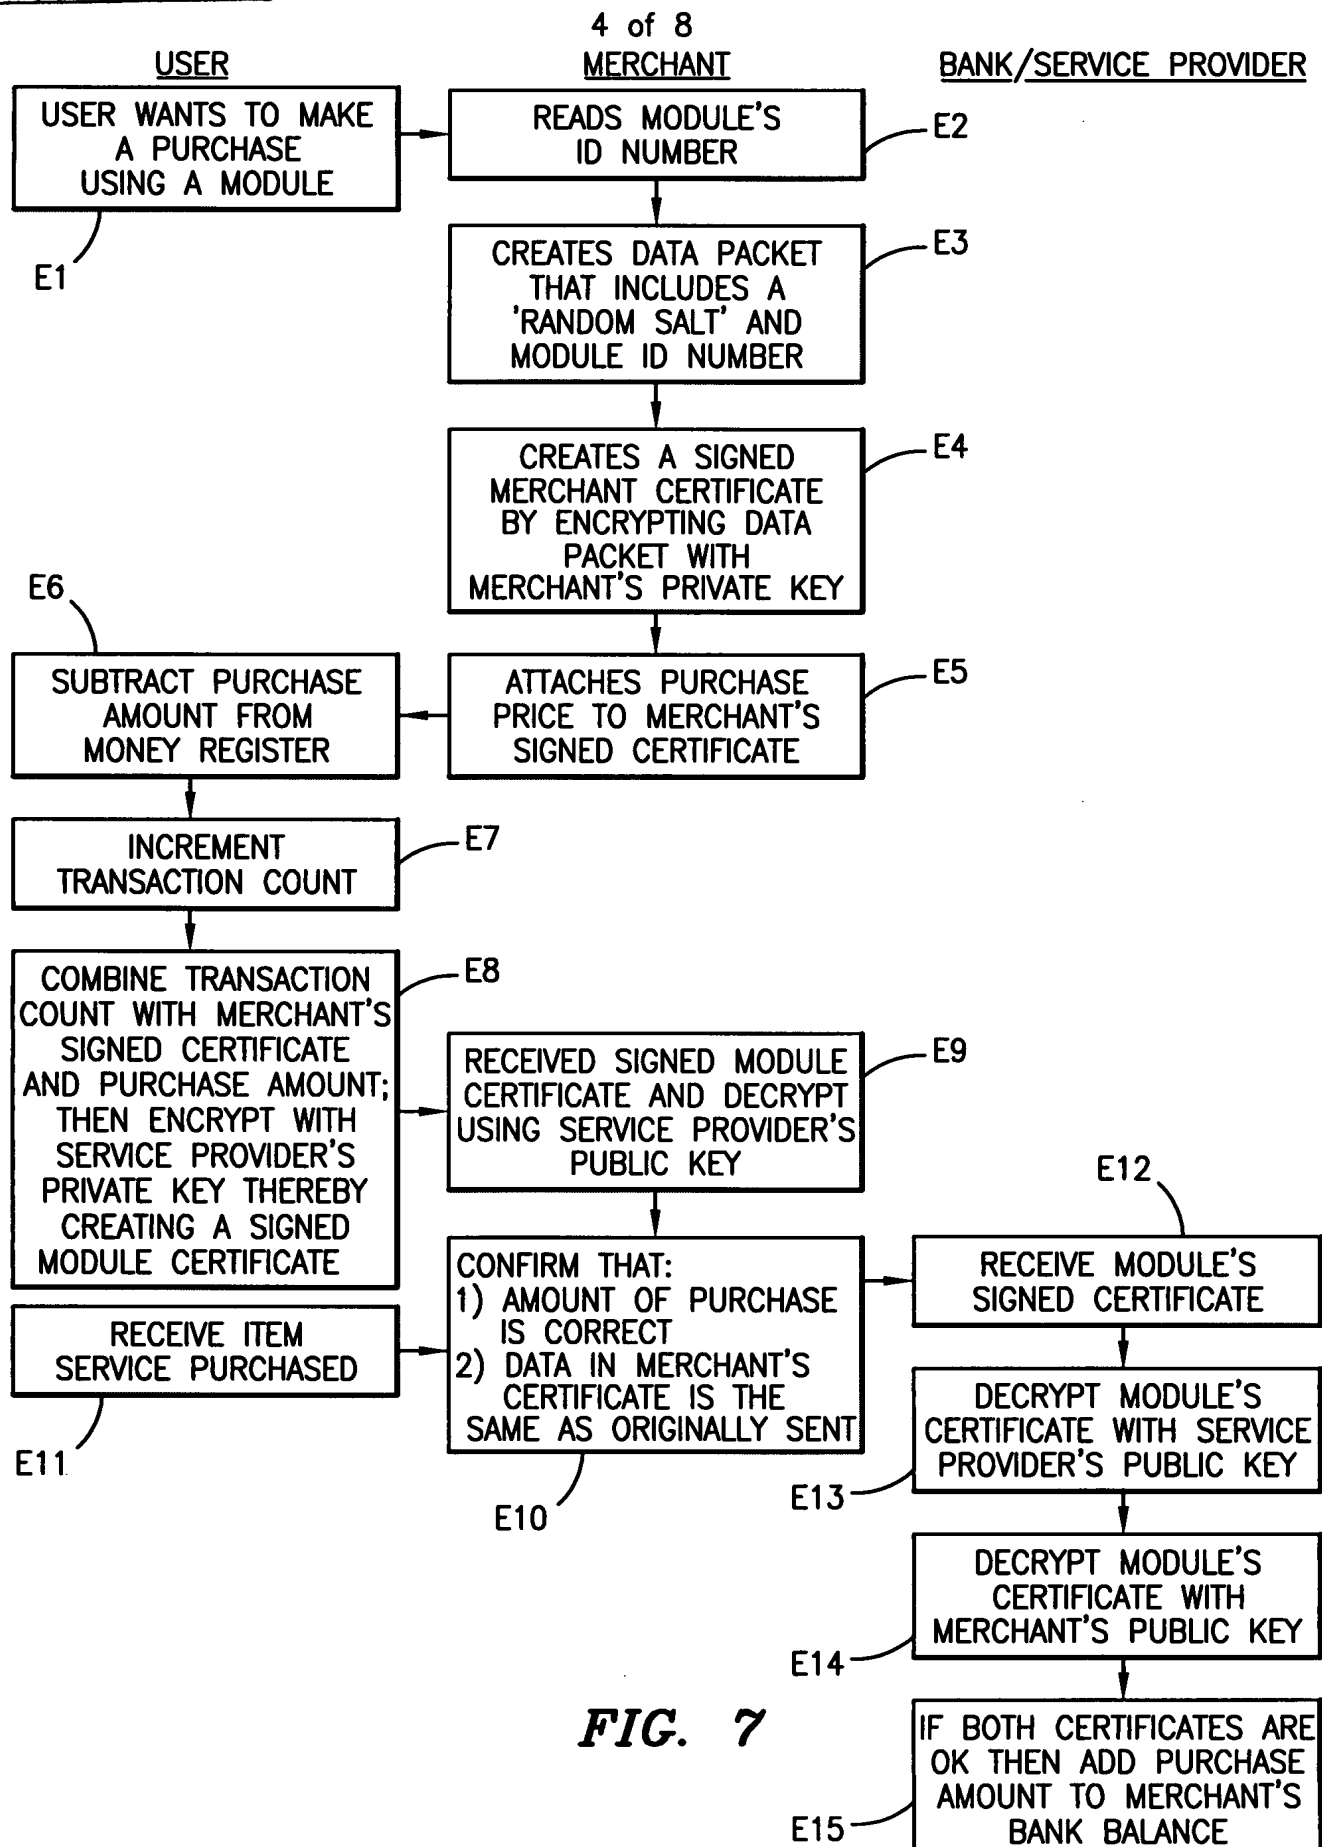 4 of 8
USER
MERCHANT
BANK/SERVICE PROVIDER
USER WANTS TO MAKE
A PURCHASE
USING A MODULE
E1
READS MODULE'S
ID NUMBER
E2
CREATES DATA PACKET
THAT INCLUDES A
'RANDOM SALT' AND
MODULE ID NUMBER
E3
CREATES A SIGNED
MERCHANT CERTIFICATE
BY ENCRYPTING DATA
PACKET WITH
MERCHANT'S PRIVATE KEY
E4
ATTACHES PURCHASE
PRICE TO MERCHANT'S
SIGNED CERTIFICATE
E5
E6
SUBTRACT PURCHASE
AMOUNT FROM
MONEY REGISTER
INCREMENT
TRANSACTION COUNT
E7
COMBINE TRANSACTION
COUNT WITH MERCHANT'S
SIGNED CERTIFICATE
AND PURCHASE AMOUNT;
THEN ENCRYPT WITH
SERVICE PROVIDER'S
PRIVATE KEY THEREBY
CREATING A SIGNED
MODULE CERTIFICATE
E8
RECEIVED SIGNED MODULE
CERTIFICATE AND DECRYPT
USING SERVICE PROVIDER'S
PUBLIC KEY
E9
CONFIRM THAT:
1) AMOUNT OF PURCHASE
IS CORRECT
2) DATA IN MERCHANT'S
CERTIFICATE IS THE
SAME AS ORIGINALLY SENT
E10
RECEIVE ITEM
SERVICE PURCHASED
E11
E12
RECEIVE MODULE'S
SIGNED CERTIFICATE
DECRYPT MODULE'S
CERTIFICATE WITH SERVICE
PROVIDER'S PUBLIC KEY
E13
DECRYPT MODULE'S
CERTIFICATE WITH
MERCHANT'S PUBLIC KEY
E14
IF BOTH CERTIFICATES ARE
OK THEN ADD PURCHASE
AMOUNT TO MERCHANT'S
BANK BALANCE
E15
FIG. 7